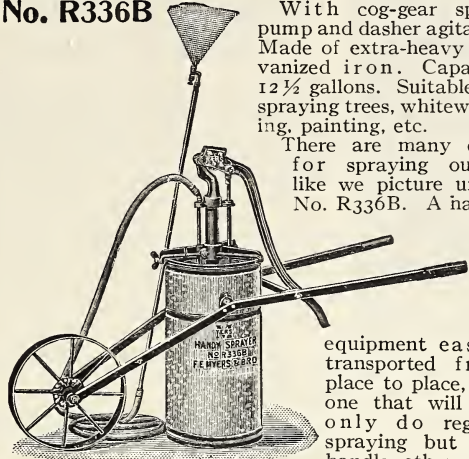 No. R336B
With cog-gear sp
pump and dasher agita
Made of extra-heavy
vanized iron. Capa
12½ gallons. Suitable
spraying trees, whitew
ing, painting, etc.
There are many
for spraying ou
like we picture u
No. R336B. A ha
HANDY SPRAYER
No R336B
F.E. MYERS & BRO
equipment eas
transported fr
place to place,
one that will
only do reg
spraying but